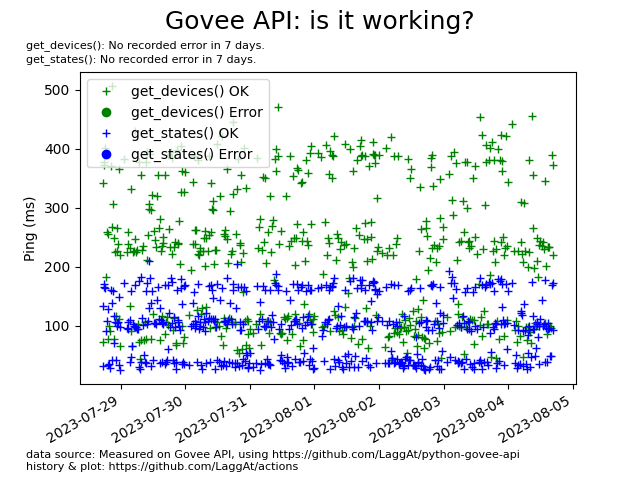 Govee API: is it working?
get_devices(): No recorded error in 7 days.
get_states(): No recorded error in 7 days.
get_devices() OK
get_devices() Error
get_states() OK
get_states() Error
500
400
300
200
100
Ping (ms)
2023-07-29
2023-07-30
2023-07-31
2023-08-01
2023-08-02
2023-08-03
2023-08-04
2023-08-05
data source: Measured on Govee API, using https://github.com/LaggAt/python-govee-api
history & plot: https://github.com/LaggAt/actions